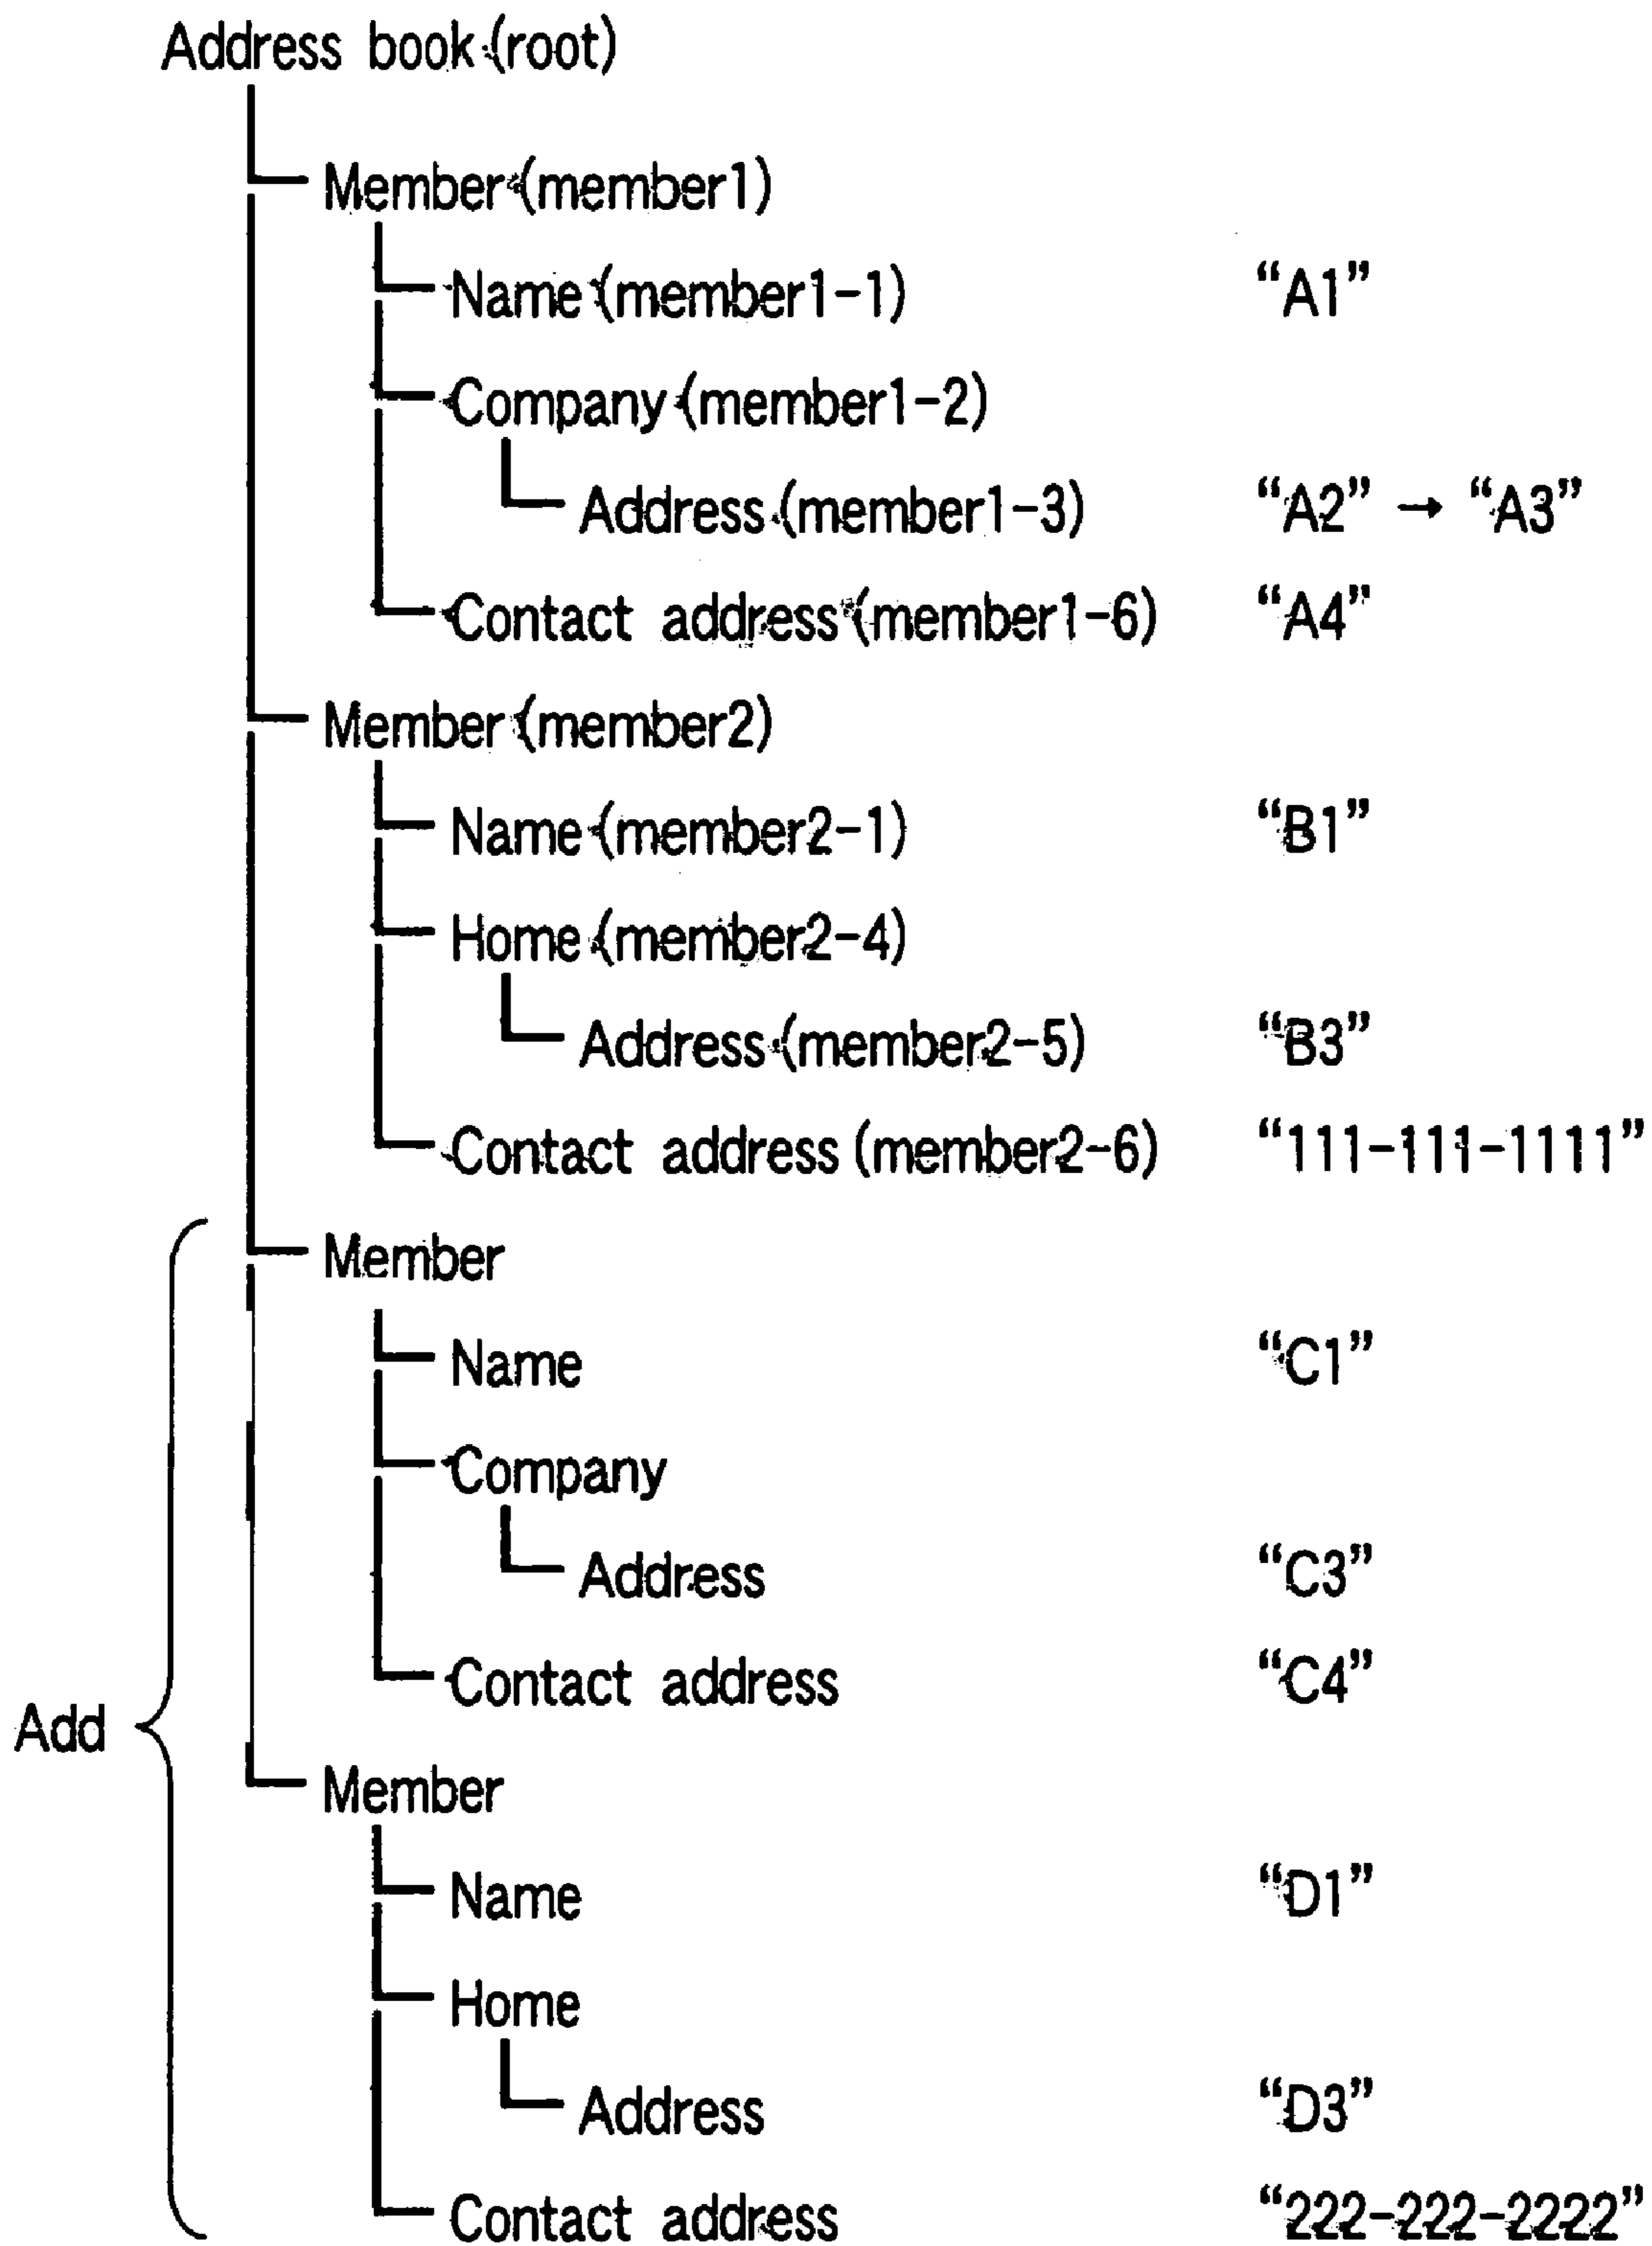 Address book (root)
Member (member1)
Name (member1-1) “A1”
Company (member1-2)
Address (member1-3) “A2” → “A3”
Contact address (member1-6) “A4”
Member (member2)
Name (member2-1) “B1”
Home (member2-4)
Address (member2-5) “B3”
Contact address (member2-6) “111-111-1111”
Member
Name “C1”
Company
Address “C3”
Contact address “C4”
Add
Member
Name “D1”
Home
Address “D3”
Contact address “222-222-2222”